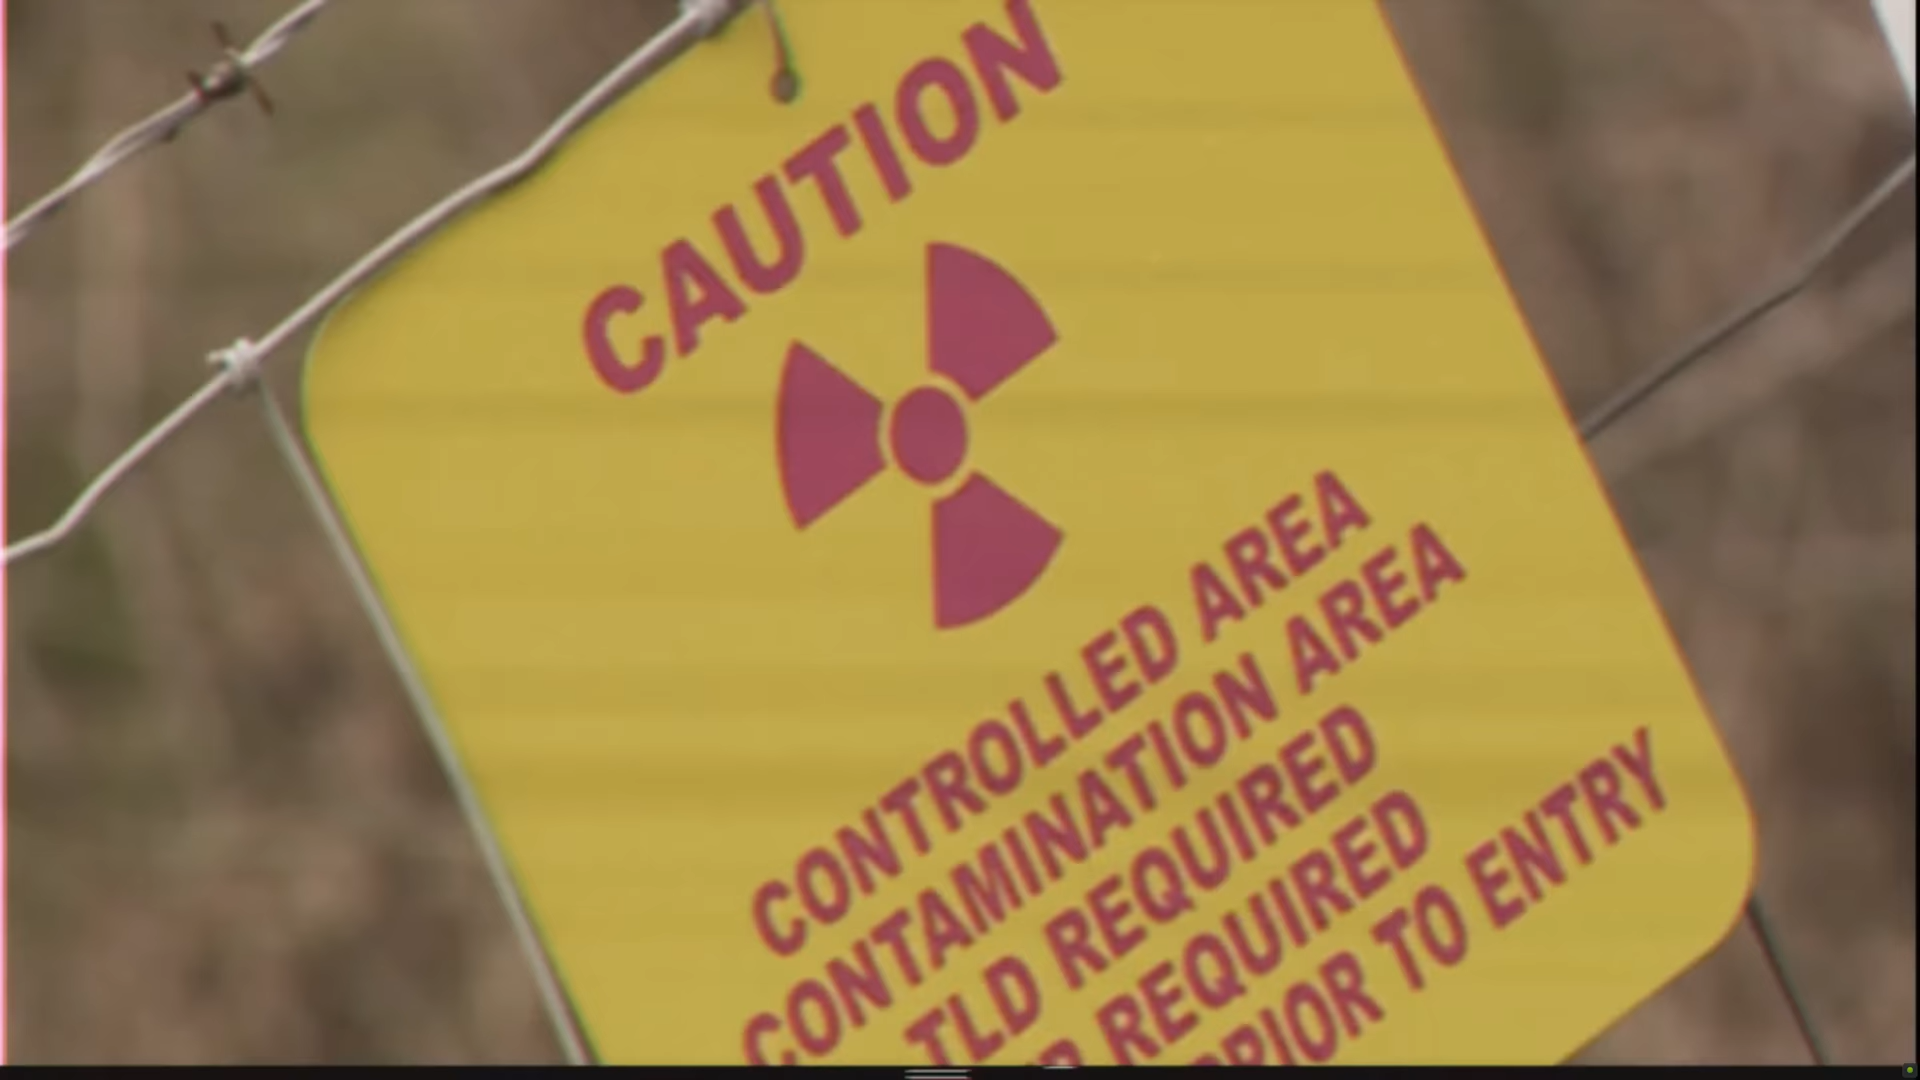 CAUTION
CONTROLLED AREA
CONTAMINATION AREA
TLD REQUIRED
REQUIRED
PRIOR TO ENTRY